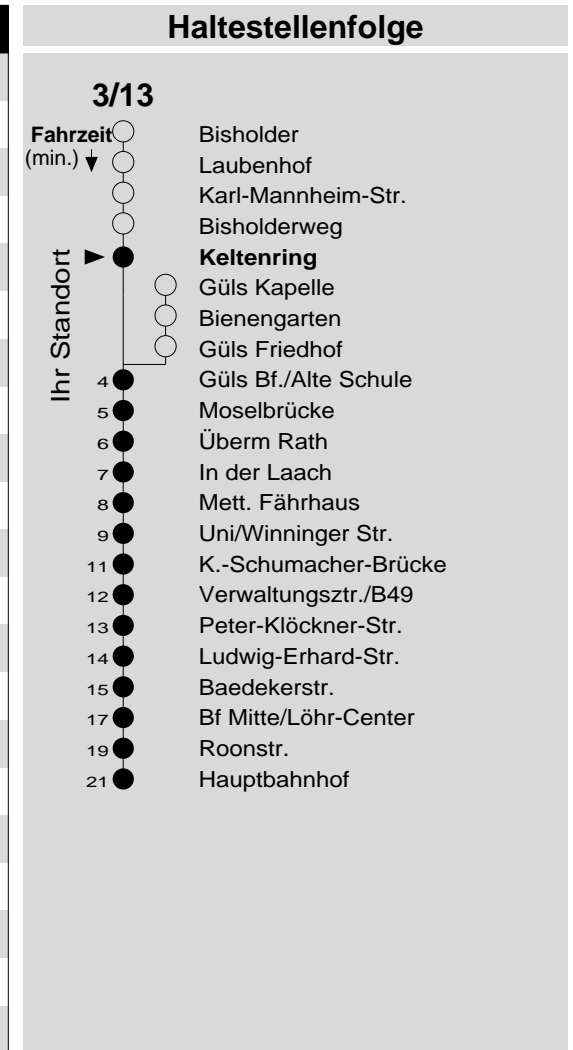 Haltestellenfolge
3/13
Fahrzeit Bisholder
(min.) Laubenhof
Karl-Mannheim-Str.
Bisholderweg
Ihr Standort
Keltenring
Güls Kapelle
Bienengarten
Güls Friedhof
4 Güls Bf./Alte Schule
5 Moselbrücke
6 Überm Rath
7 In der Laach
8 Mett. Fährhaus
9 Uni/Winninger Str.
11 K.-Schumacher-Brücke
12 Verwaltungsztr./B49
13 Peter-Klöckner-Str.
14 Ludwig-Erhard-Str.
15 Baedekerstr.
17 Bf Mitte/Löhr-Center
19 Roonstr.
21 Hauptbahnhof